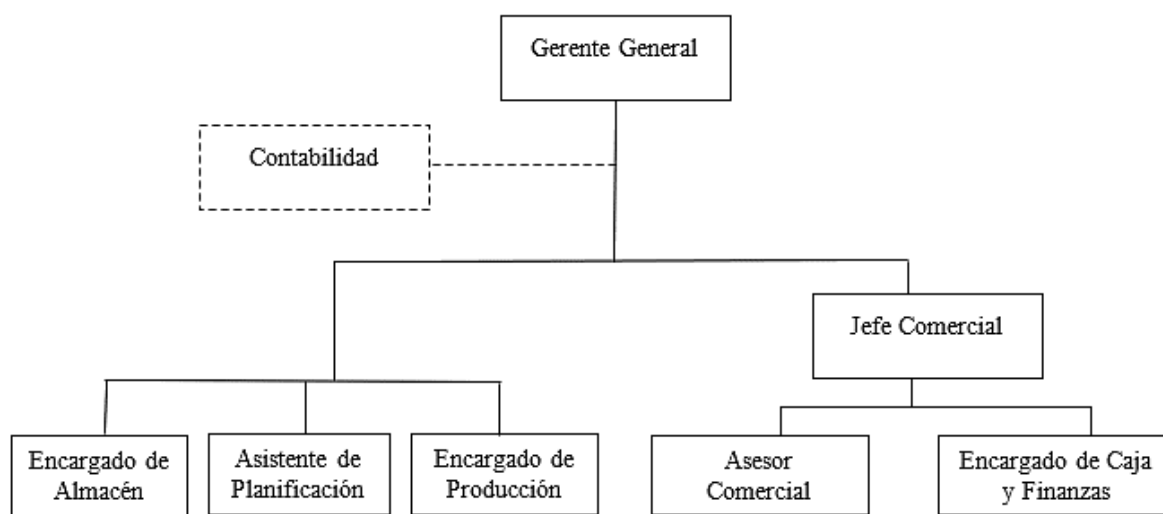 Gerente General
Contabilidad
Jefe Comercial
Encargado de
Almacén
Asistente de
Planificación
Encargado de
Producción
Asesor
Comercial
Encargado de Caja
y Finanzas